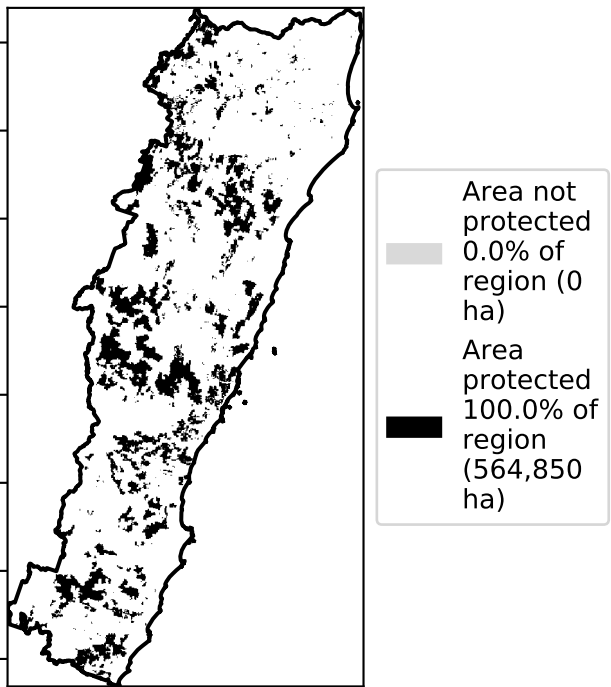 Area not
protected
0.0% of
region (0
ha)
Area
protected
100.0% of
region
(564,850
ha)